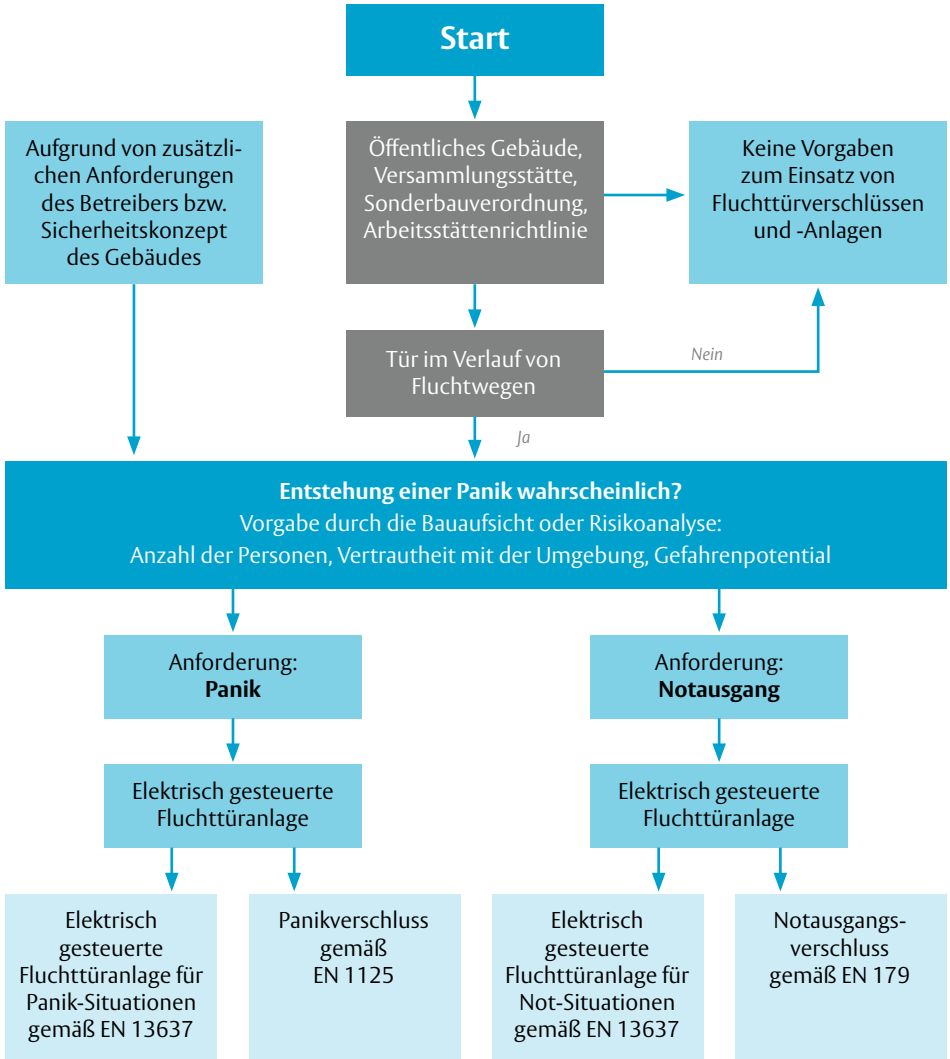 Start
Aufgrund von zusätzli-
chen Anforderungen
des Betreibers bzw.
Sicherheitskonzept
des Gebäudes
Öffentliches Gebäude,
Versammlungsstätte,
Sonderbauverordnung,
Arbeitsstättenrichtlinie
Keine Vorgaben
zum Einsatz von
Fluchttürverschlüssen
und -Anlagen
Tür im Verlauf von
Fluchtwegen
Nein
Ja
Entstehung einer Panik wahrscheinlich?
Vorgabe durch die Bauaufsicht oder Risikoanalyse:
Anzahl der Personen, Vertrautheit mit der Umgebung, Gefahrenpotential
Anforderung:
Panik
Anforderung:
Notausgang
Elektrisch gesteuerte
Fluchttüranlage
Elektrisch gesteuerte
Fluchttüranlage
Elektrisch
gesteuerte
Fluchttüranlage für
Panik-Situationen
gemäß EN 13637
Panikverschluss
gemäß
EN 1125
Elektrisch
gesteuerte
Fluchttüranlage für
Not-Situationen
gemäß EN 13637
Notausgangs-
verschluss
gemäß EN 179